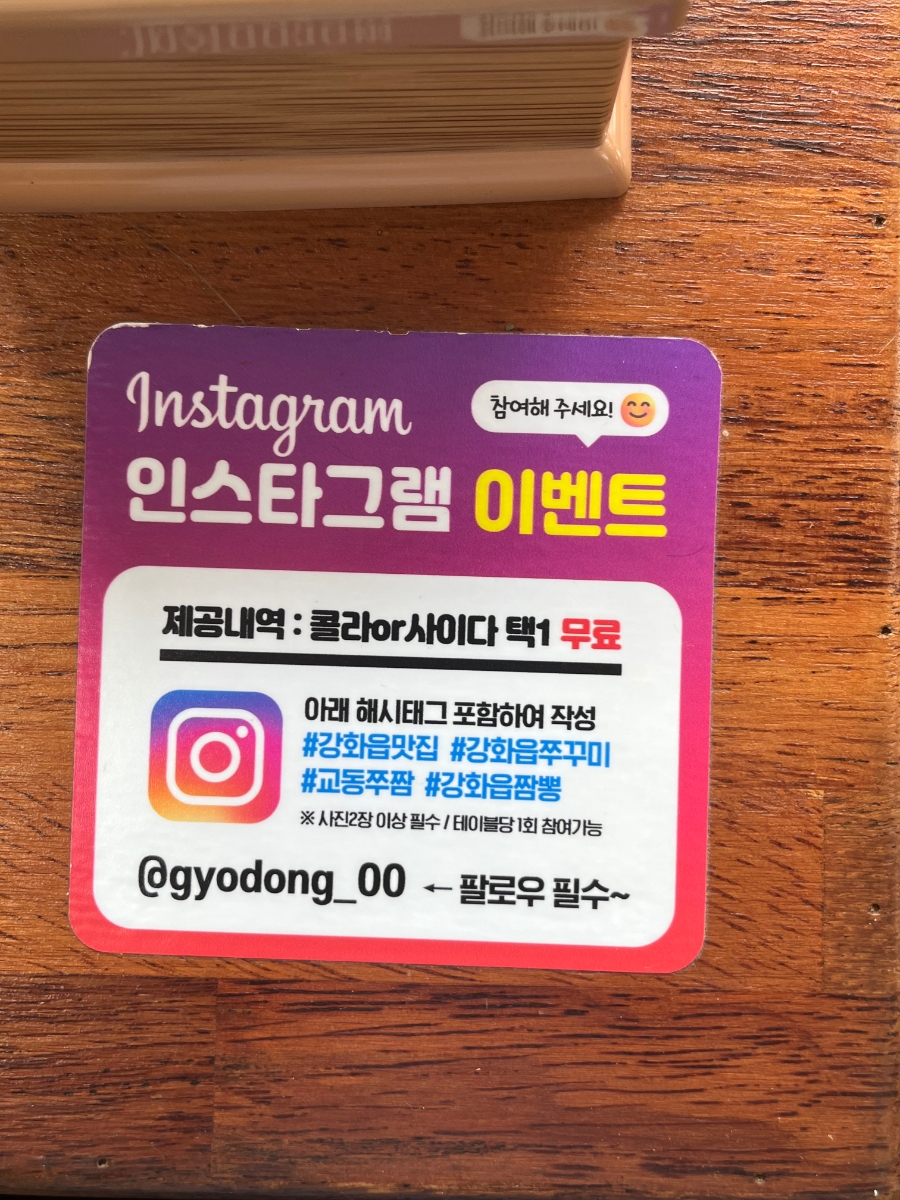 Instagram
참여해 주세요!
인스타그램 이벤트
제공내역 : 콜라or사이다 택1 무료
아래 해시태그 포함하여 작성
#강화읍맛집 #강화읍쭈꾸미
#교동쭈짬 #강화읍짬뽕
※ 사진2장 이상 필수 / 테이블당 1회 참여가능
@gyodong_00 ← 팔로우 필수~